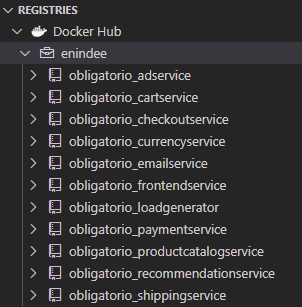 REGISTRIES
Docker Hub
enindee
obligatorio_adservice
obligatorio_cartservice
obligatorio_checkoutservice
obligatorio_currencyservice
obligatorio_emailservice
obligatorio_frontendservice
obligatorio_loadgenerator
obligatorio_paymentservice
obligatorio_productcatalogservice
obligatorio_recommendationservice
obligatorio_shippingservice